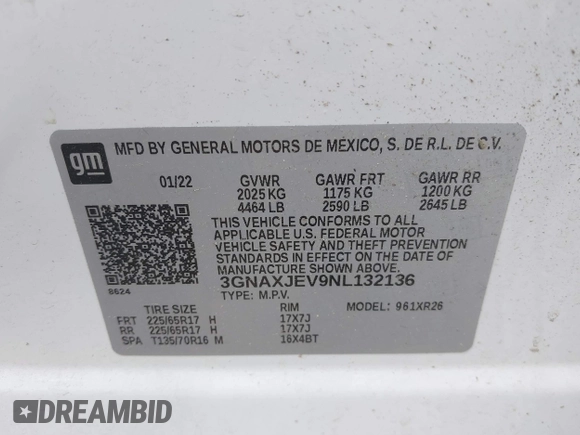 gm
MFD BY GENERAL MOTORS DE MEXICO, S. DE R.L. DE C.V.
01/22 GVWR GAWR FRT GAWR RR
2025 KG 1175 KG 1200 KG
4464 LB 2590 LB 2645 LB
THIS VEHICLE CONFORMS TO ALL
APPLICABLE U.S. FEDERAL MOTOR
VEHICLE SAFETY AND THEFT PREVENTION
STANDARDS IN EFFECT ON THE DATE OF
MANUFACTURE SHOWN ABOVE.
8624 3GNAXJEV9NL132136
TYPE: M.P.V. MODEL: 961XR26
TIRE SIZE RIM
FRT 225/65R17 H 17X7J
RR 225/65R17 H 17X7J
SPA T135/70R16 M 16X4BT
DREAMBID